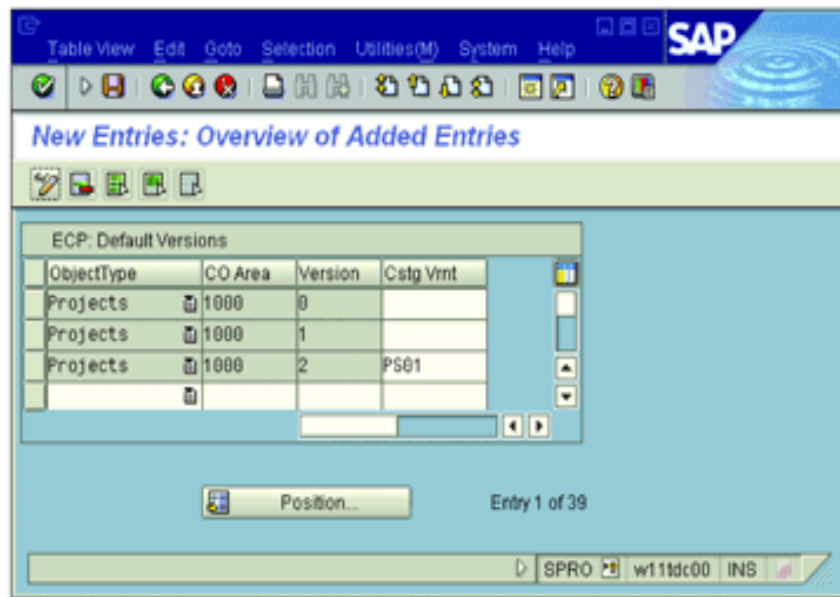 Table View Edit Goto Selection Utilities(M) System Help
SAP
New Entries: Overview of Added Entries
ECP: Default Versions
ObjectType CO Area Version Cstg Vrnt
Projects 1000 0
Projects 1000 1
Projects 1000 2 PS01
Position... Entry 1 of 39
SPRO w11tdc00 INS